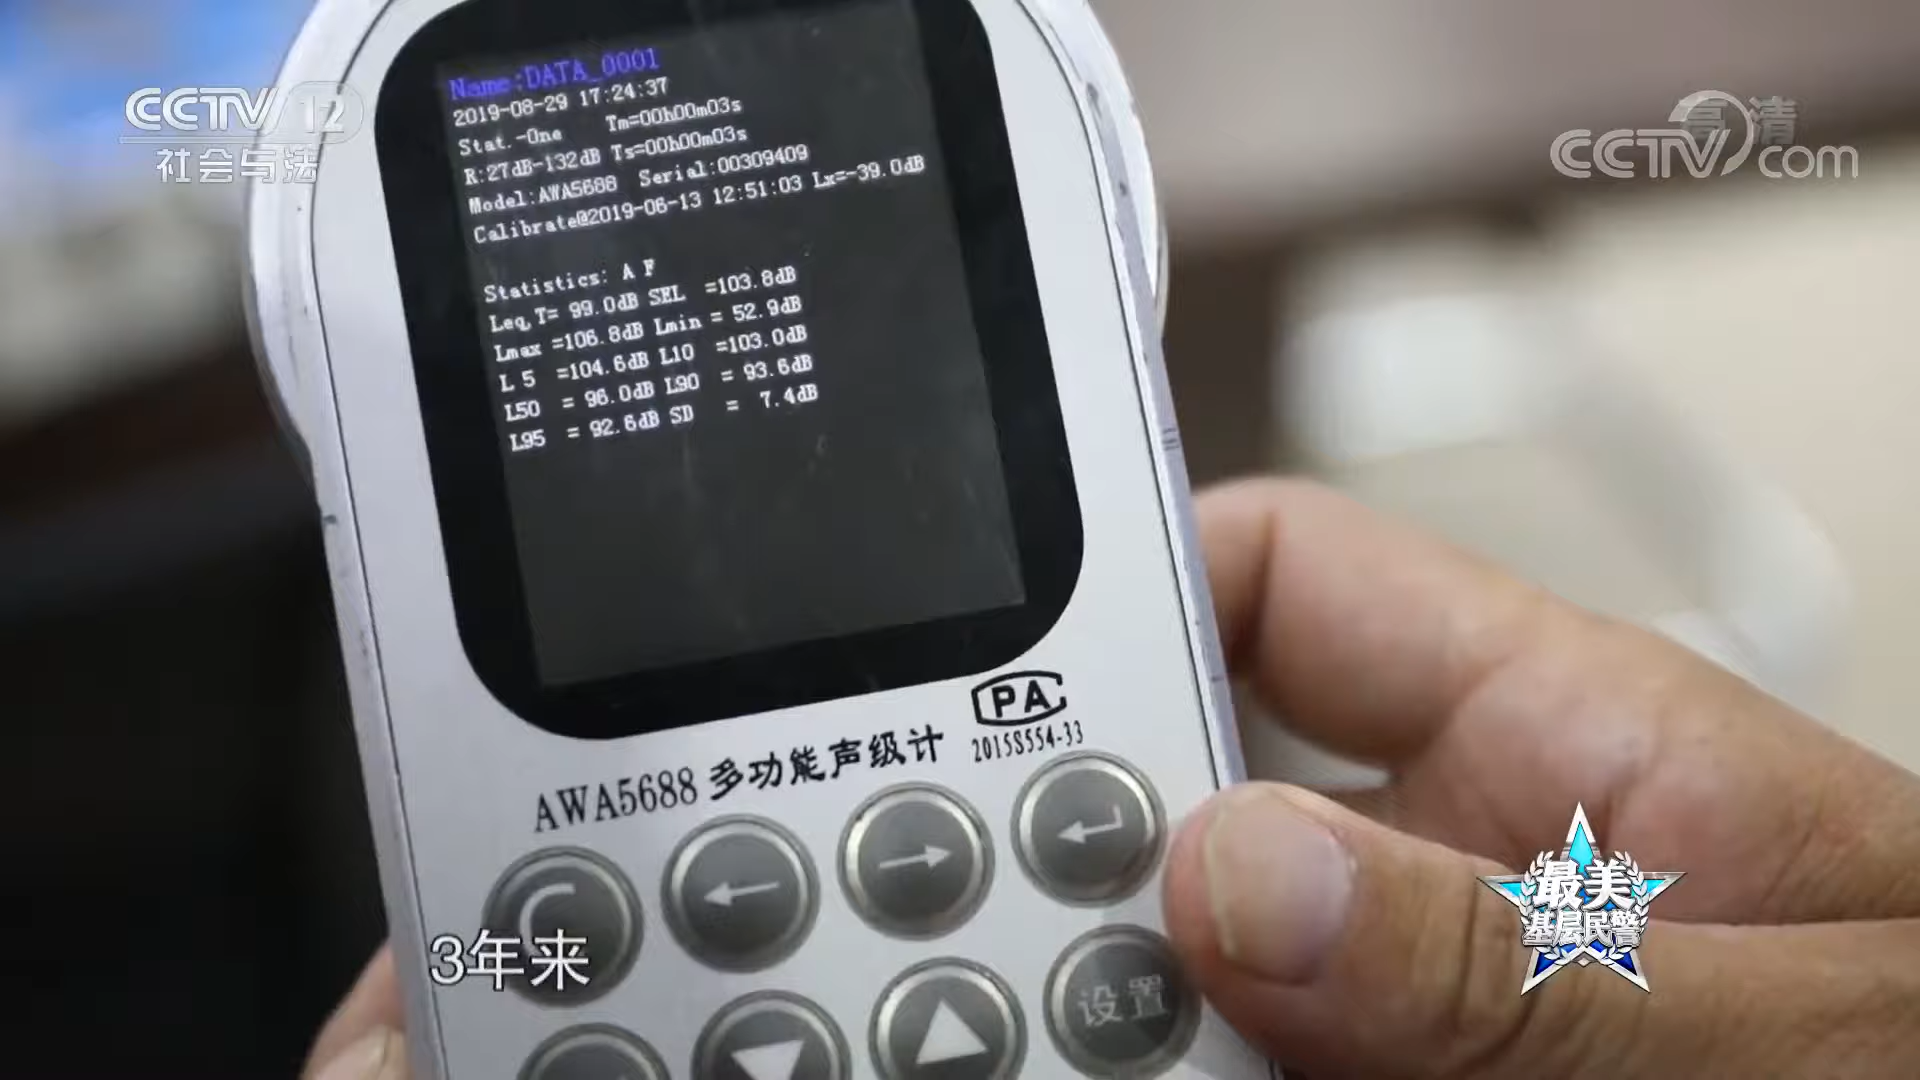 CCTV 12
社会与法
高清
CCTV.com
Name:DATA_0001
2019-08-29 17:24:37
Stat.-One Tm=00h00m03s
R:27dB-132dB Ts=00h00m03s
Model:AWA5688 Serial:00309409
Calibrate@2019-06-13 12:51:03 Lx=-39.0dB
Statistics: A F
Leq,T= 99.0dB SEL =103.8dB
Lmax =106.8dB Lmin = 52.9dB
L 5 =104.6dB L10 =103.0dB
L50 = 96.0dB L90 = 93.6dB
L95 = 92.6dB SD = 7.4dB
PA
2015S554-33
AWA5688 多功能声级计
设置
3年来
最美
基层民警